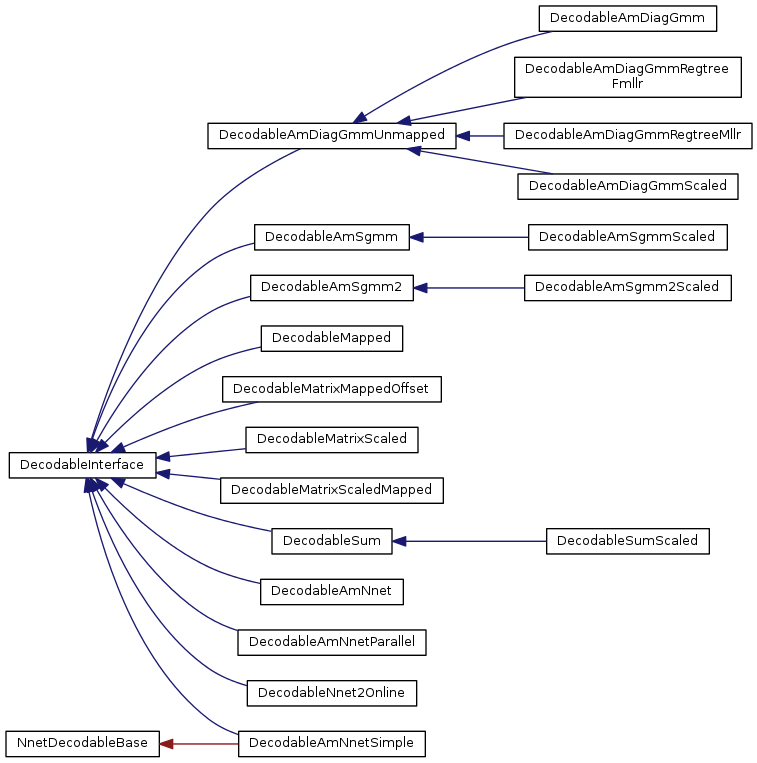 DecodableAmDiagGmm
DecodableAmDiagGmmRegtree
Fmllr
DecodableAmDiagGmmUnmapped
DecodableAmDiagGmmRegtreeMllr
DecodableAmDiagGmmScaled
DecodableAmSgmm
DecodableAmSgmmScaled
DecodableAmSgmm2
DecodableAmSgmm2Scaled
DecodableMapped
DecodableMatrixMappedOffset
DecodableMatrixScaled
DecodableInterface
DecodableMatrixScaledMapped
DecodableSum
DecodableSumScaled
DecodableAmNnet
DecodableAmNnetParallel
DecodableNnet2Online
NnetDecodableBase
DecodableAmNnetSimple